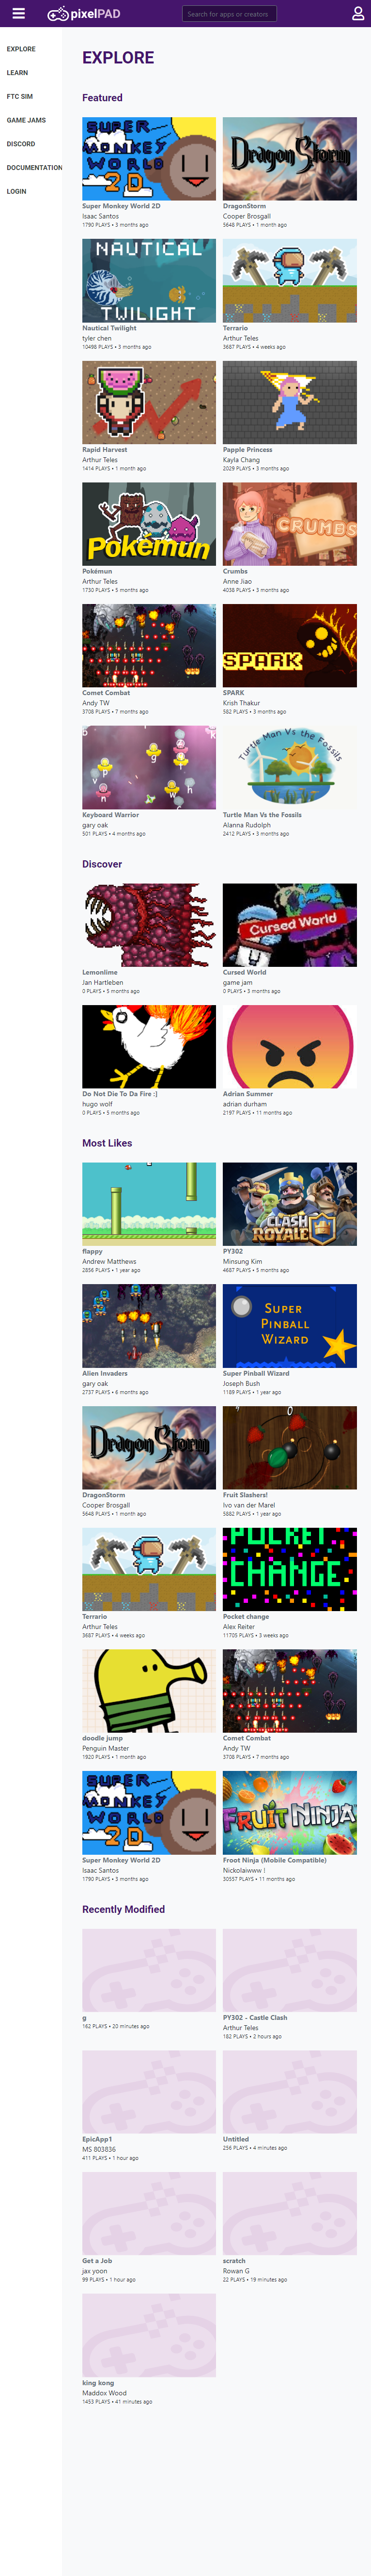 pixelPAD
Search for apps or creators
EXPLORE
LEARN
FTC SIM
GAME JAMS
DISCORD
DOCUMENTATION
LOGIN
EXPLORE
Featured
SUPER
MONKEY
WORLD
2D
Super Monkey World 2D
Isaac Santos
1790 PLAYS • 3 months ago
Dragon Storm
DragonStorm
Cooper Brosgall
5648 PLAYS • 1 month ago
NAUTICAL
TWILIGHT
Nautical Twilight
tyler chen
10498 PLAYS • 3 months ago
Terrario
Arthur Teles
3687 PLAYS • 4 weeks ago
Rapid Harvest
Arthur Teles
1414 PLAYS • 1 month ago
Papple Princess
Kayla Chang
2029 PLAYS • 3 months ago
Pokémun
Pokémun
Arthur Teles
1730 PLAYS • 5 months ago
CRUMBS
Crumbs
Anne Jiao
4038 PLAYS • 3 months ago
Comet Combat
Andy TW
3708 PLAYS • 7 months ago
SPARK
SPARK
Krish Thakur
582 PLAYS • 3 months ago
Keyboard Warrior
gary oak
501 PLAYS • 4 months ago
Turtle Man Vs the Fossils
Turtle Man Vs the Fossils
Alanna Rudolph
2412 PLAYS • 3 months ago
Discover
Lemonlime
Jan Hartleben
0 PLAYS • 5 months ago
Cursed World
Cursed World
game jam
0 PLAYS • 3 months ago
Do Not Die To Da Fire :)
hugo wolf
0 PLAYS • 5 months ago
Adrian Summer
adrian durham
2197 PLAYS • 11 months ago
Most Likes
flappy
Andrew Matthews
2856 PLAYS • 1 year ago
CLASH
ROYALE
PY302
Minsung Kim
4687 PLAYS • 5 months ago
Alien Invaders
gary oak
2737 PLAYS • 6 months ago
SUPER
PINBALL
WIZARD
Super Pinball Wizard
Joseph Bush
1189 PLAYS • 1 year ago
Dragon Storm
DragonStorm
Cooper Brosgall
5648 PLAYS • 1 month ago
0
Fruit Slashers!
Ivo van der Marel
5882 PLAYS • 1 year ago
Terrario
Arthur Teles
3687 PLAYS • 4 weeks ago
POCKET
CHANGE
Pocket change
Alex Reiter
11705 PLAYS • 3 weeks ago
doodle jump
Penguin Master
1920 PLAYS • 1 month ago
Comet Combat
Andy TW
3708 PLAYS • 7 months ago
SUPER
MONKEY
WORLD
2D
Super Monkey World 2D
Isaac Santos
1790 PLAYS • 3 months ago
FRUIT NINJA
Froot Ninja (Mobile Compatible)
Nickolaiwww !
30557 PLAYS • 11 months ago
Recently Modified
g
162 PLAYS • 20 minutes ago
PY302 - Castle Clash
Arthur Teles
182 PLAYS • 2 hours ago
EpicApp1
MS 803836
411 PLAYS • 1 hour ago
Untitled
256 PLAYS • 4 minutes ago
Get a Job
jax yoon
99 PLAYS • 1 hour ago
scratch
Rowan G
22 PLAYS • 19 minutes ago
king kong
Maddox Wood
1453 PLAYS • 41 minutes ago